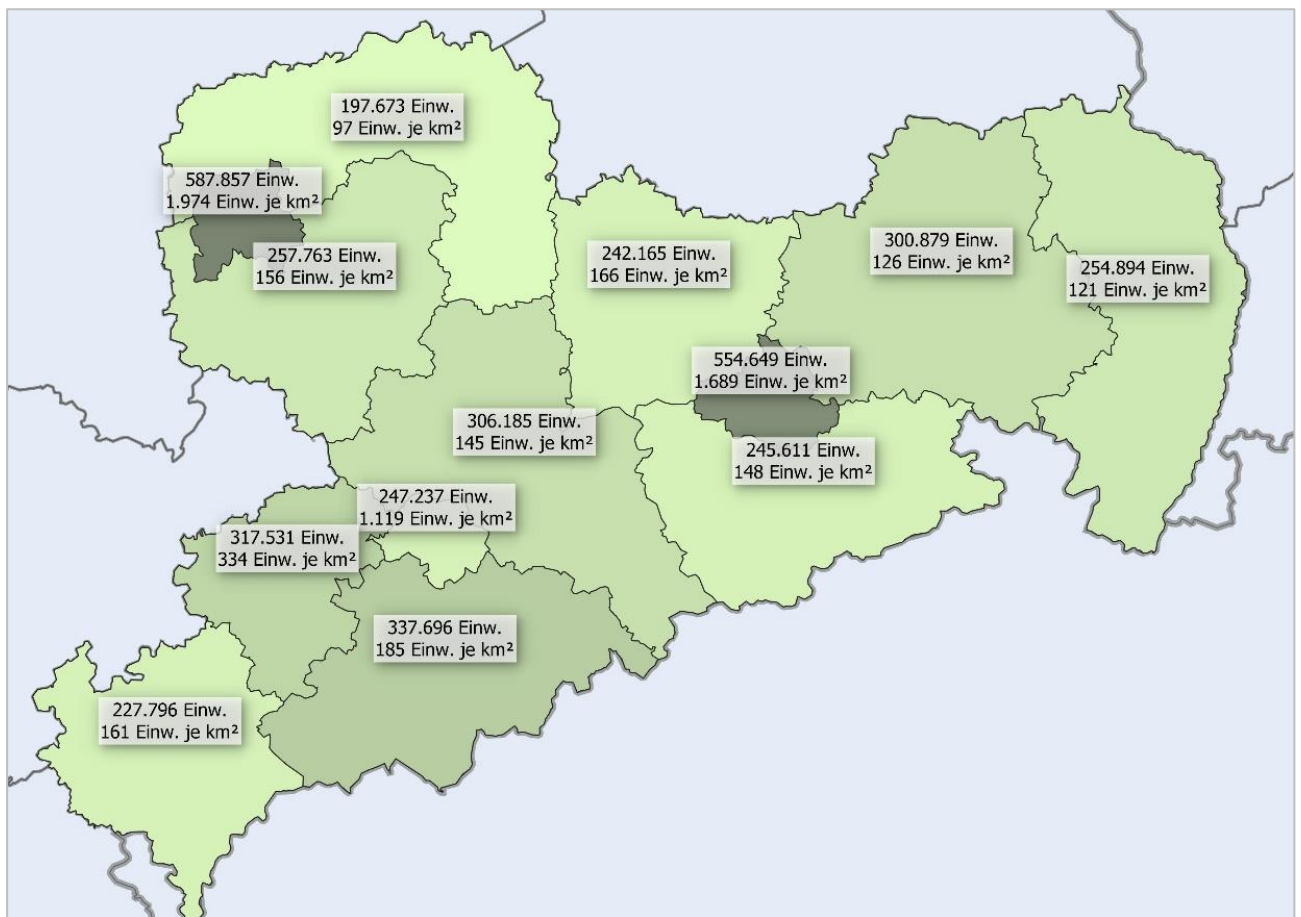 197.673 Einw.
97 Einw. je km²
587.857 Einw.
1.974 Einw. je km²
257.763 Einw.
156 Einw. je km²
242.165 Einw.
166 Einw. je km²
300.879 Einw.
126 Einw. je km²
254.894 Einw.
121 Einw. je km²
554.649 Einw.
1.689 Einw. je km²
306.185 Einw.
145 Einw. je km²
245.611 Einw.
148 Einw. je km²
247.237 Einw.
1.119 Einw. je km²
317.531 Einw.
334 Einw. je km²
337.696 Einw.
185 Einw. je km²
227.796 Einw.
161 Einw. je km²